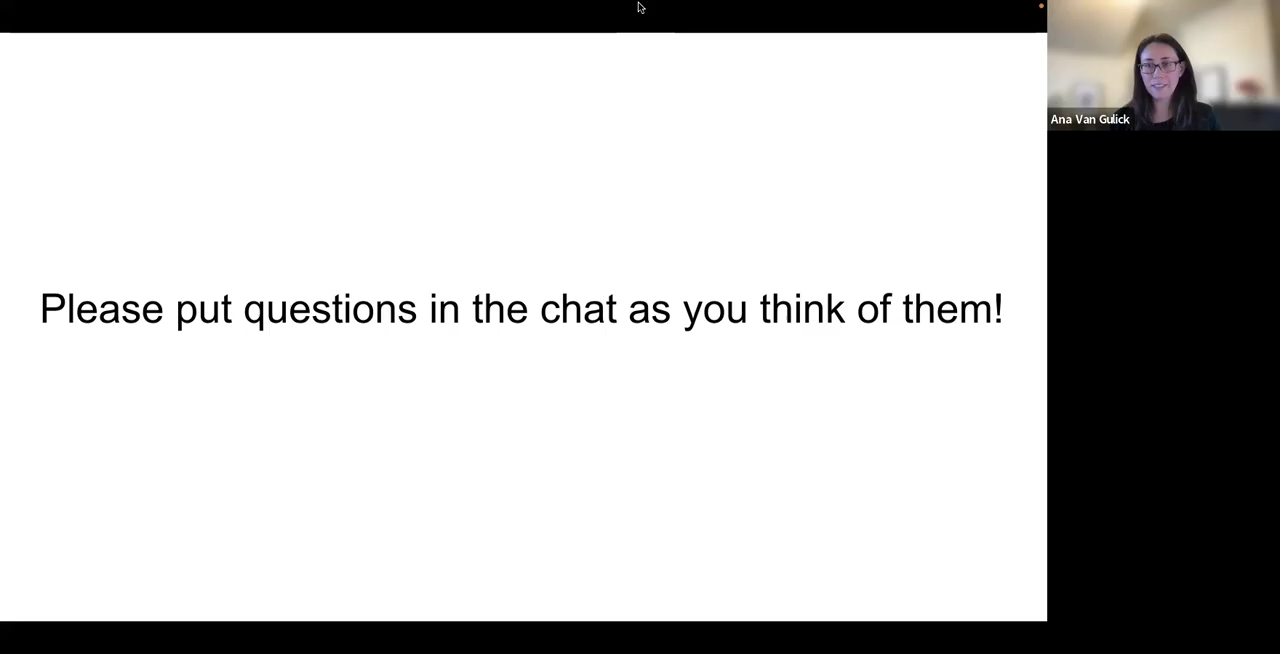 Please put questions in the chat as you think of them!
Ana Van Gulick